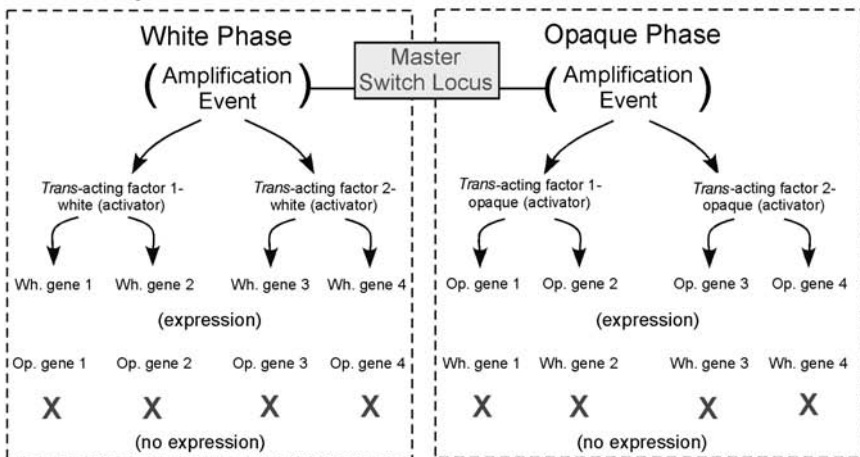 White Phase
(Amplification
Event)
Trans-acting factor 1-
white (activator)
Trans-acting factor 2-
white (activator)
Wh. gene 1 Wh. gene 2 Wh. gene 3 Wh. gene 4
(expression)
Op. gene 1 Op. gene 2 Op. gene 3 Op. gene 4
X X X X
(no expression)
Master
Switch Locus
Opaque Phase
(Amplification
Event)
Trans-acting factor 1-
opaque (activator)
Trans-acting factor 2-
opaque (activator)
Op. gene 1 Op. gene 2 Op. gene 3 Op. gene 4
(expression)
Wh. gene 1 Wh. gene 2 Wh. gene 3 Wh. gene 4
X X X X
(no expression)